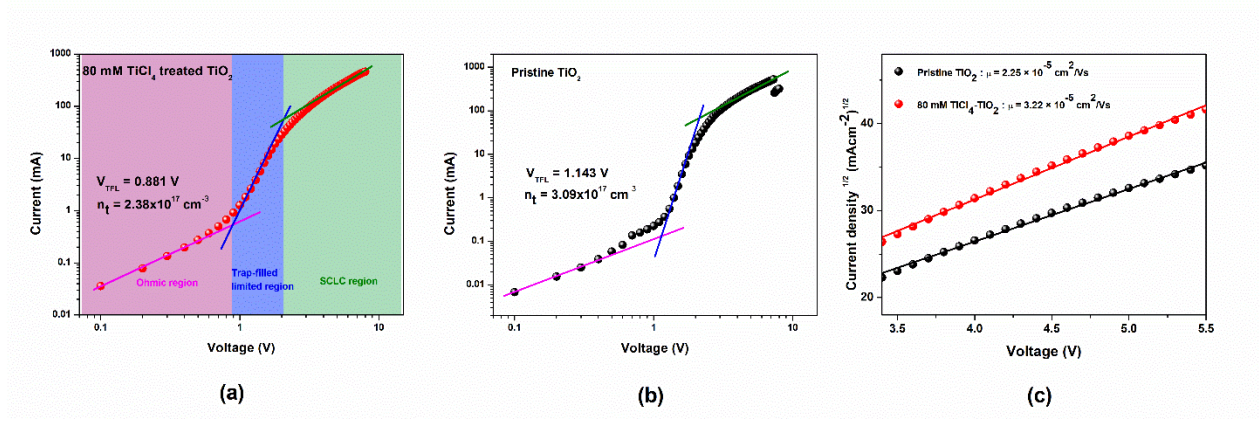 80 mM TiCl4 treated TiO2
VTFL = 0.881 V
nt = 2.38x10^17 cm^-3
Ohmic region
Trap-filled
limited region
SCLC region
Current (mA)
1000
100
10
1
0.1
0.01
0.1
1
10
Voltage (V)
(a)
Pristine TiO2
VTFL = 1.143 V
nt = 3.09x10^17 cm^-3
Current (mA)
1000
100
10
1
0.1
0.01
0.1
1
10
Voltage (V)
(b)
Pristine TiO2 : μ = 2.25 × 10^-5 cm^2/Vs
80 mM TiCl4-TiO2 : μ = 3.22 × 10^-5 cm^2/Vs
Current density ^1/2 (mAcm-2)^1/2
40
30
20
3.5
4.0
4.5
5.0
5.5
Voltage (V)
(c)